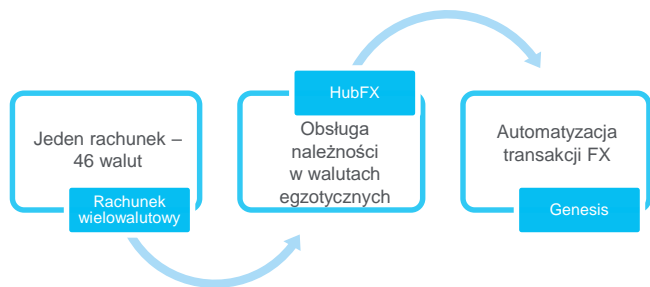 Jeden rachunek –
46 walut
Rachunek
wielowalutowy
HubFX
Obsługa
należności
w walutach
egzotycznych
Automatyzacja
transakcji FX
Genesis